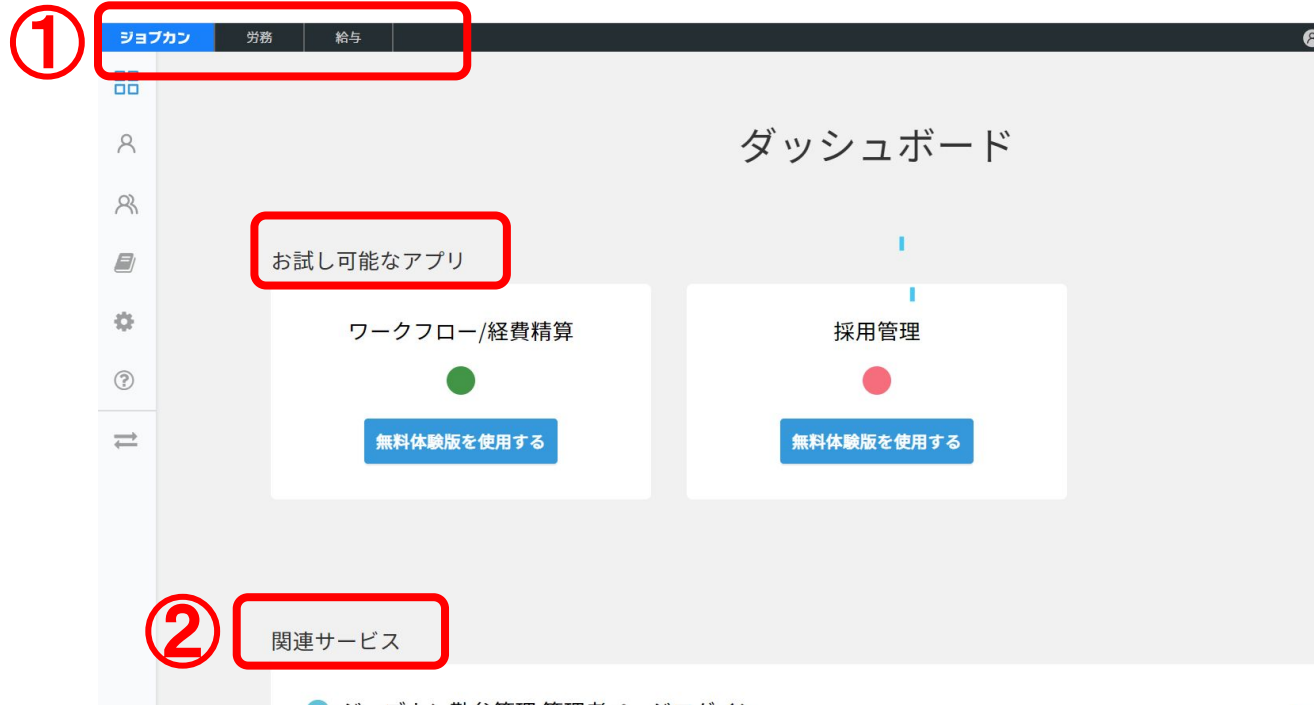 ①
ジョブカン 労務 給与
ダッシュボード
お試し可能なアプリ
ワークフロー/経費精算 採用管理
無料体験版を使用する 無料体験版を使用する
②
関連サービス